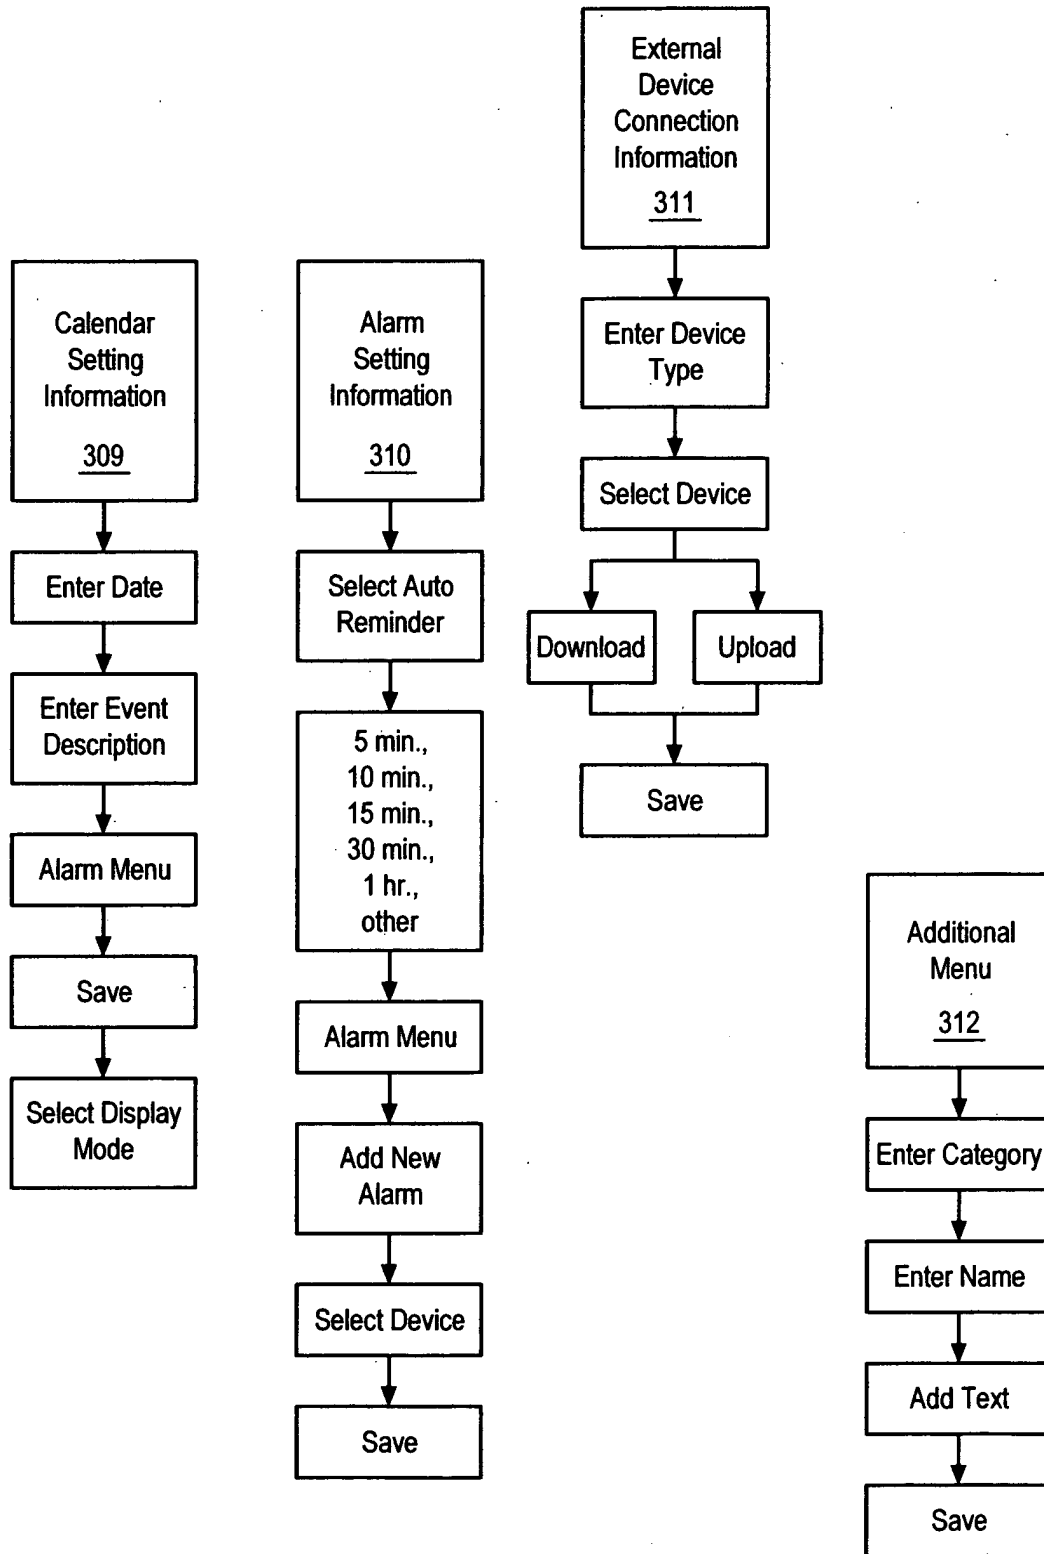 Calendar
Setting
Information
309
Enter Date
Enter Event
Description
Alarm Menu
Save
Select Display
Mode
Alarm
Setting
Information
310
Select Auto
Reminder
5 min.,
10 min.,
15 min.,
30 min.,
1 hr.,
other
Alarm Menu
Add New
Alarm
Select Device
Save
External
Device
Connection
Information
311
Enter Device
Type
Select Device
Download
Upload
Save
Additional
Menu
312
Enter Category
Enter Name
Add Text
Save